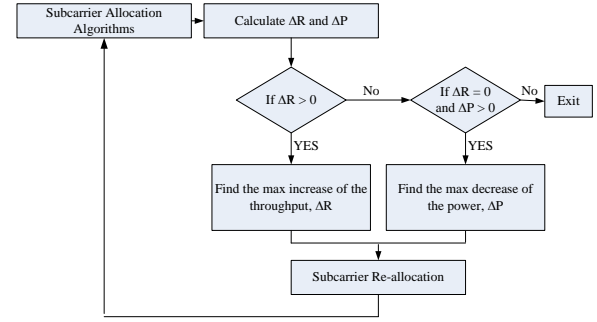 Subcarrier Allocation
Algorithms
Calculate ΔR and ΔP
If ΔR > 0
No
If ΔR = 0
and ΔP > 0
No
Exit
YES
YES
Find the max increase of the
throughput, ΔR
Find the max decrease of
the power, ΔP
Subcarrier Re-allocation